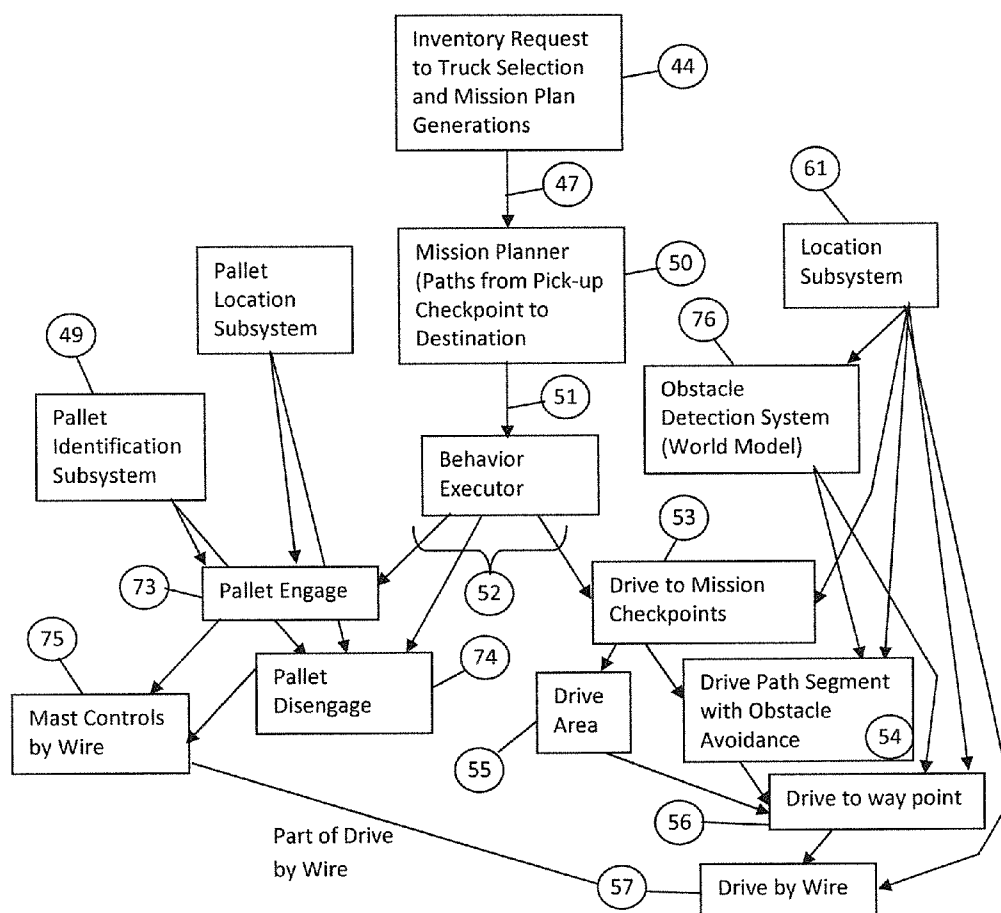 Inventory Request
to Truck Selection
and Mission Plan
Generations
44
47
61
Mission Planner
(Paths from Pick-up
Checkpoint to
Destination
50
Location
Subsystem
Pallet
Location
Subsystem
49
76
Pallet
Identification
Subsystem
51
Obstacle
Detection System
(World Model)
Behavior
Executor
53
52
73
Pallet Engage
Drive to Mission
Checkpoints
75
74
Pallet
Disengage
Mast Controls
by Wire
Drive
Area
55
Drive Path Segment
with Obstacle
Avoidance
54
Drive to way point
56
Part of Drive
by Wire
57
Drive by Wire